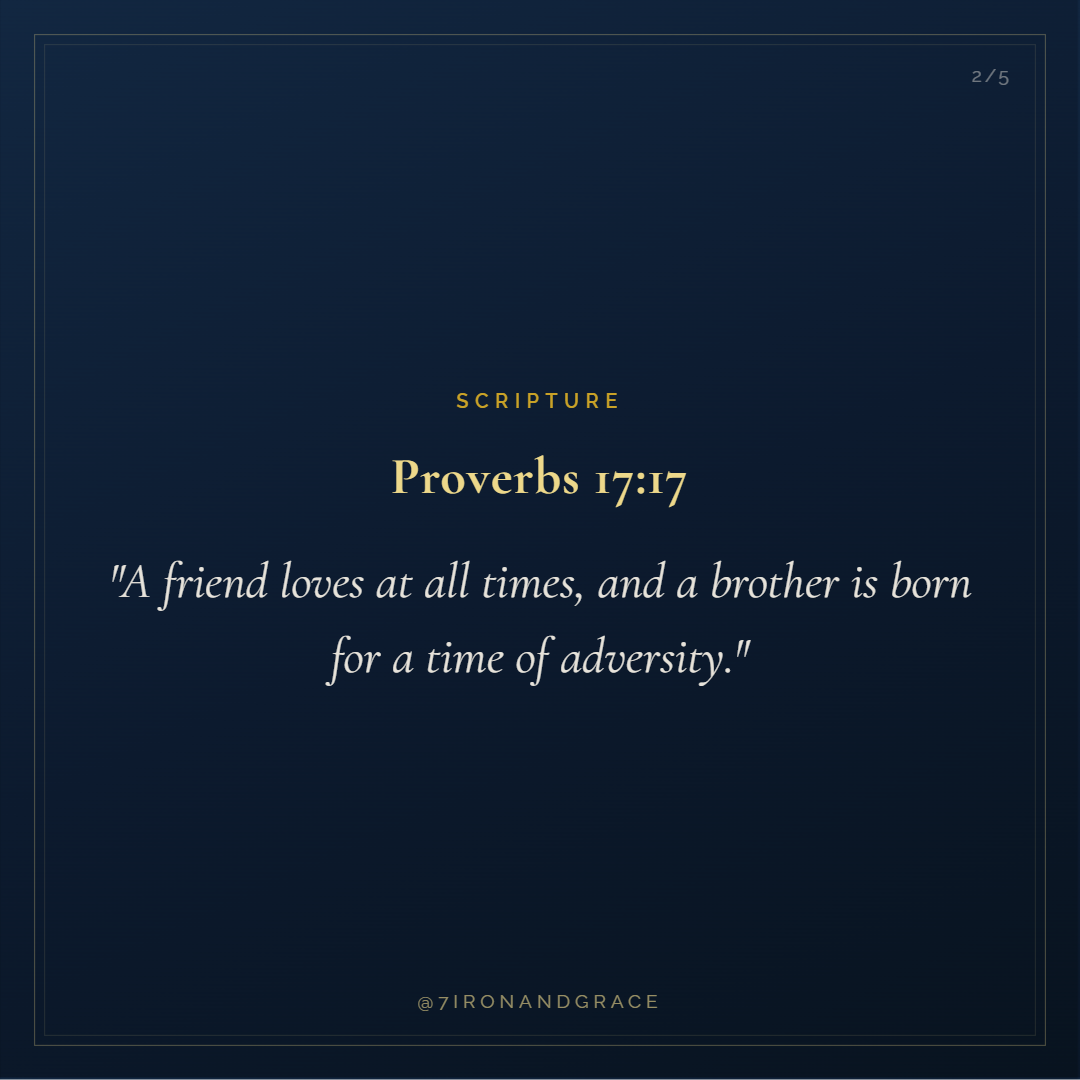 2/5
SCRIPTURE
Proverbs 17:17
"A friend loves at all times, and a brother is born
for a time of adversity."
@7IRONANDGRACE